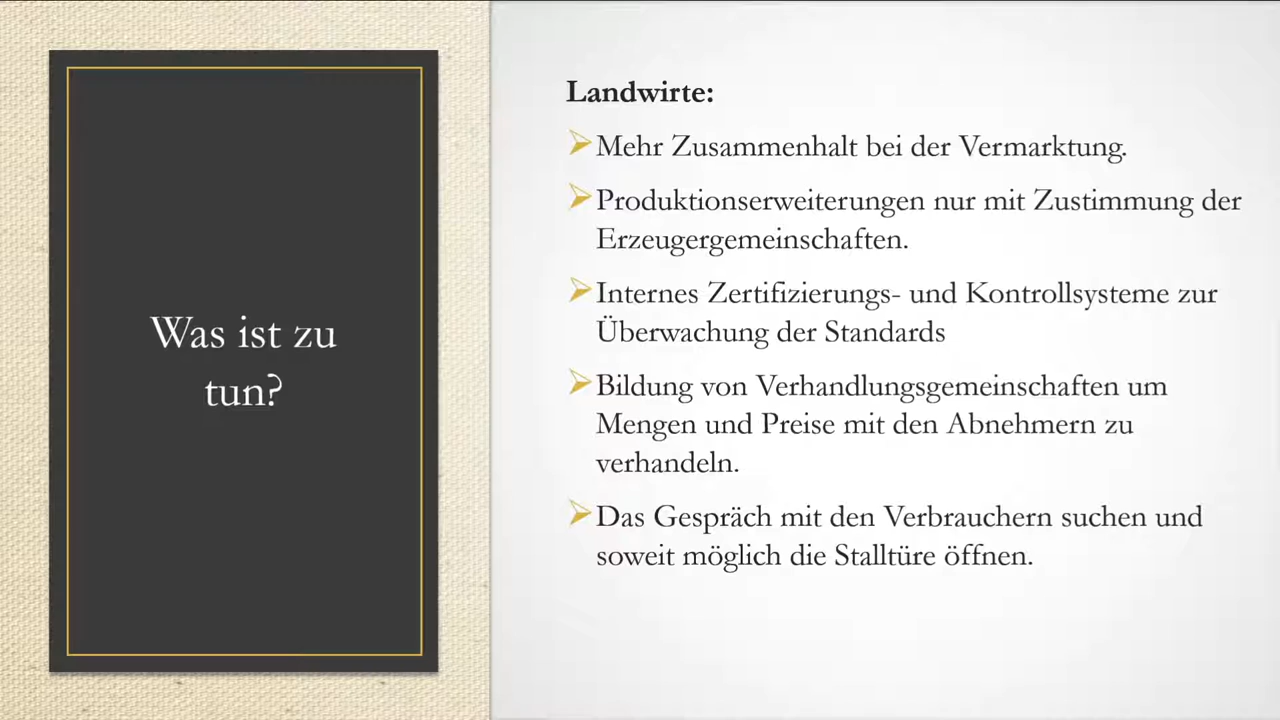 Was ist zu
tun?
Landwirte:
Mehr Zusammenhalt bei der Vermarktung.
Produktionserweiterungen nur mit Zustimmung der
Erzeugergemeinschaften.
Internes Zertifizierungs- und Kontrollsysteme zur
Überwachung der Standards
Bildung von Verhandlungsgemeinschaften um
Mengen und Preise mit den Abnehmern zu
verhandeln.
Das Gespräch mit den Verbrauchern suchen und
soweit möglich die Stalltüre öffnen.